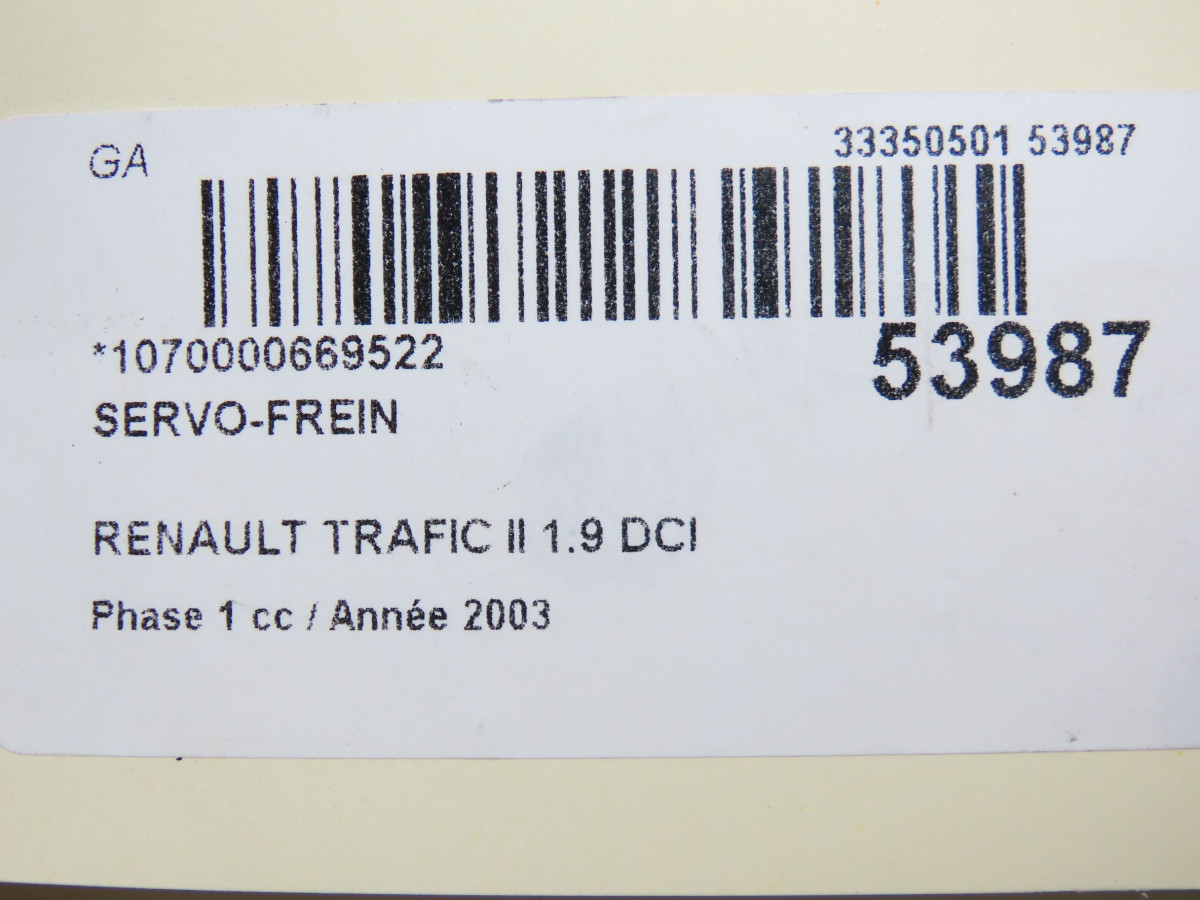 GA
33350501 53987
*1070000669522
53987
SERVO-FREIN
RENAULT TRAFIC II 1.9 DCI
Phase 1 cc / Année 2003